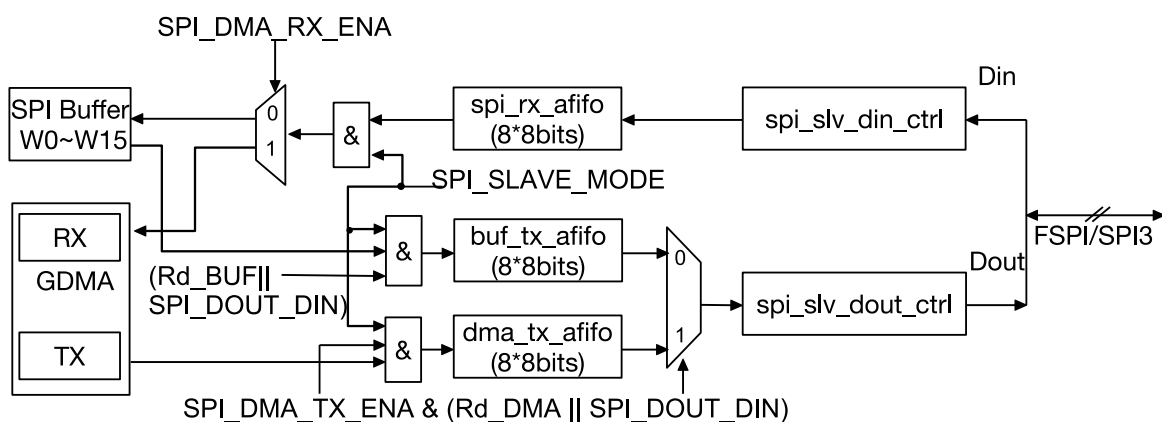 SPI_DMA_RX_ENA
Din
SPI Buffer
W0~W15
0
1
&
spi_rx_afifo
(8*8bits)
spi_slv_din_ctrl
SPI_SLAVE_MODE
RX
GDMA
TX
(Rd_BUF||
SPI_DOUT_DIN)
&
buf_tx_afifo
(8*8bits)
0
1
FSPI/SPI3
Dout
spi_slv_dout_ctrl
&
dma_tx_afifo
(8*8bits)
SPI_DMA_TX_ENA & (Rd_DMA || SPI_DOUT_DIN)